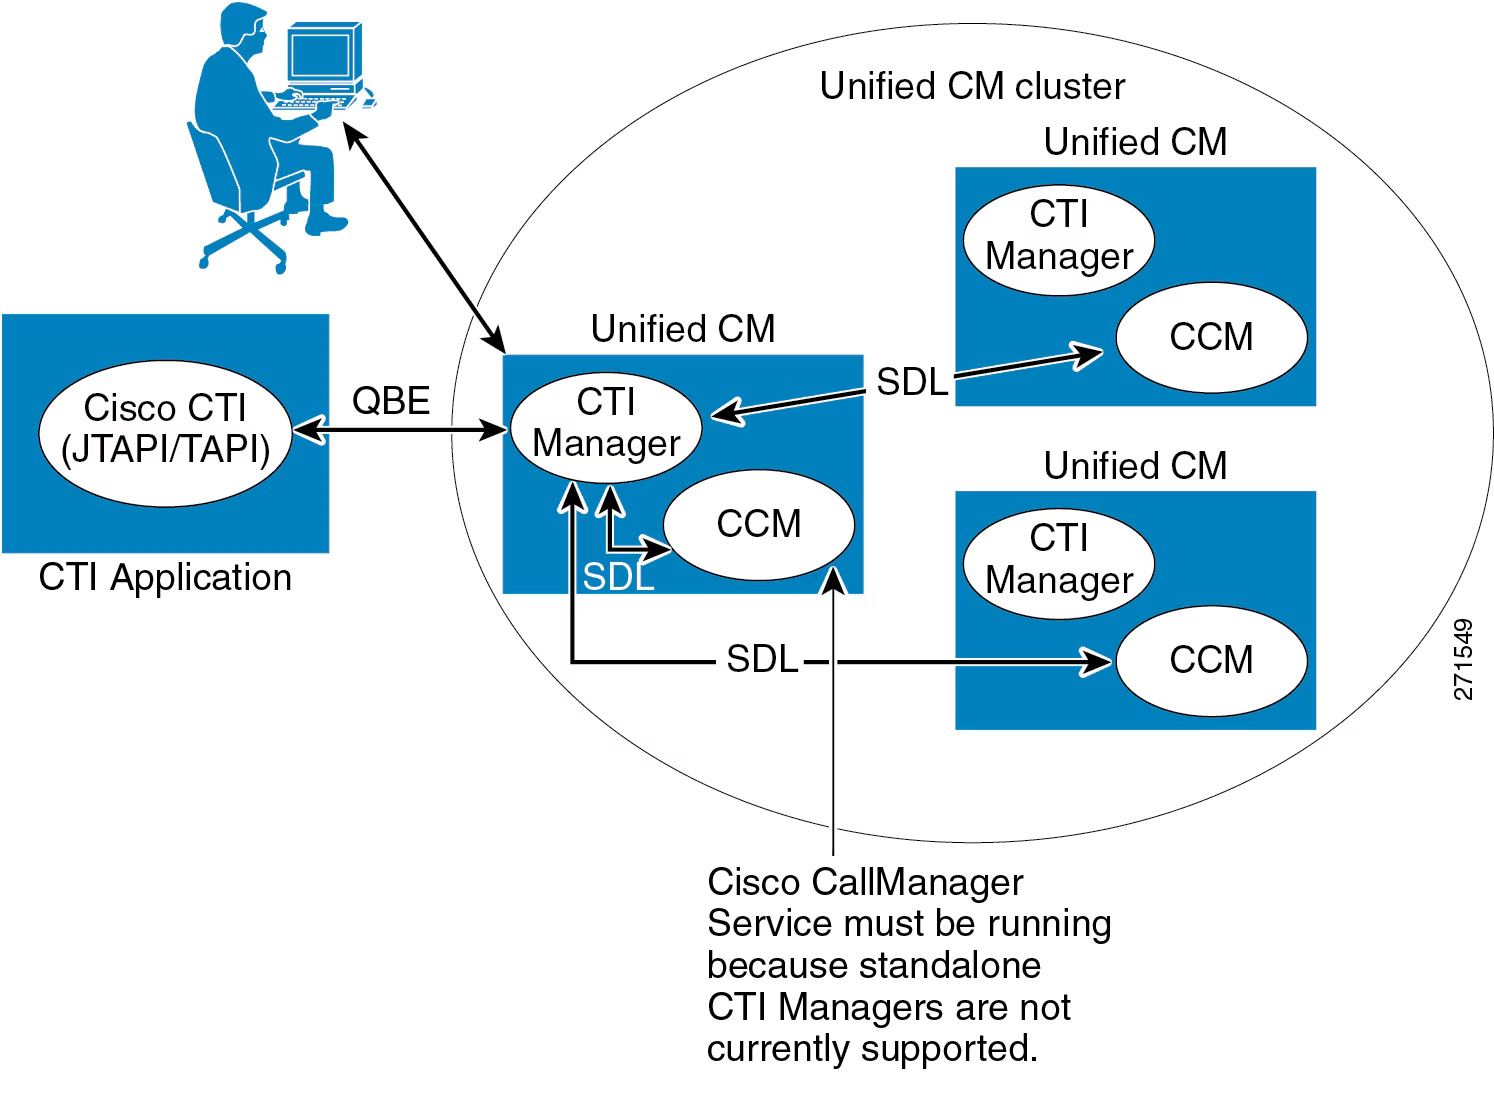 Unified CM cluster
Unified CM
CTI
Manager
CCM
Unified CM
CTI
Manager
CCM
SDL
SDL
QBE
Cisco CTI
(JTAPI/TAPI)
CTI Application
Unified CM
CTI
Manager
CCM
SDL
271549
Cisco CallManager
Service must be running
because standalone
CTI Managers are not
currently supported.